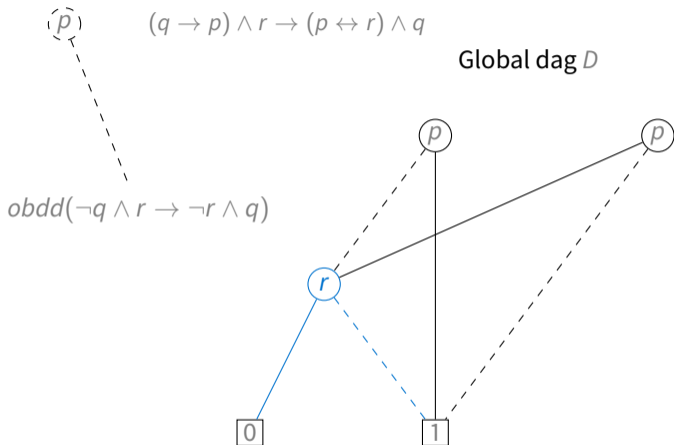 p (q → p) ∧ r → (p ↔ r) ∧ q
Global dag D
p p
obdd(¬q ∧ r → ¬r ∧ q)
r
0 1